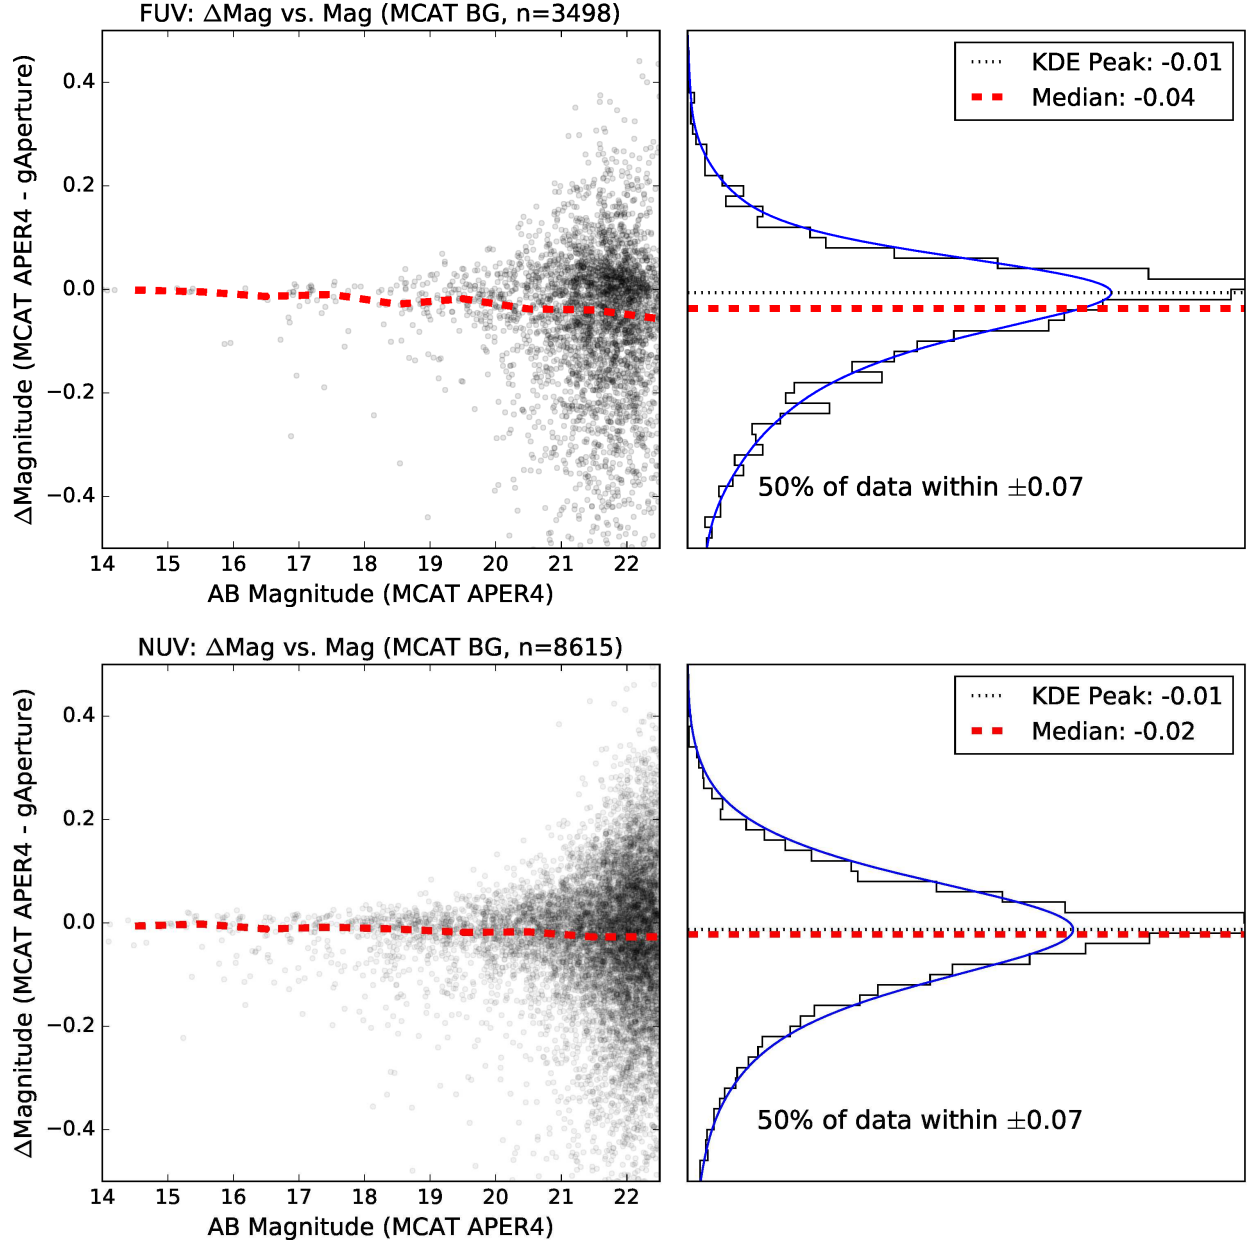 FUV: ΔMag vs. Mag (MCAT BG, n=3498)
ΔMagnitude (MCAT APER4 - gAperture)
0.4
0.2
0.0
−0.2
−0.4
14 15 16 17 18 19 20 21 22
AB Magnitude (MCAT APER4)
KDE Peak: -0.01
Median: -0.04
50% of data within ±0.07
NUV: ΔMag vs. Mag (MCAT BG, n=8615)
ΔMagnitude (MCAT APER4 - gAperture)
0.4
0.2
0.0
−0.2
−0.4
14 15 16 17 18 19 20 21 22
AB Magnitude (MCAT APER4)
KDE Peak: -0.01
Median: -0.02
50% of data within ±0.07